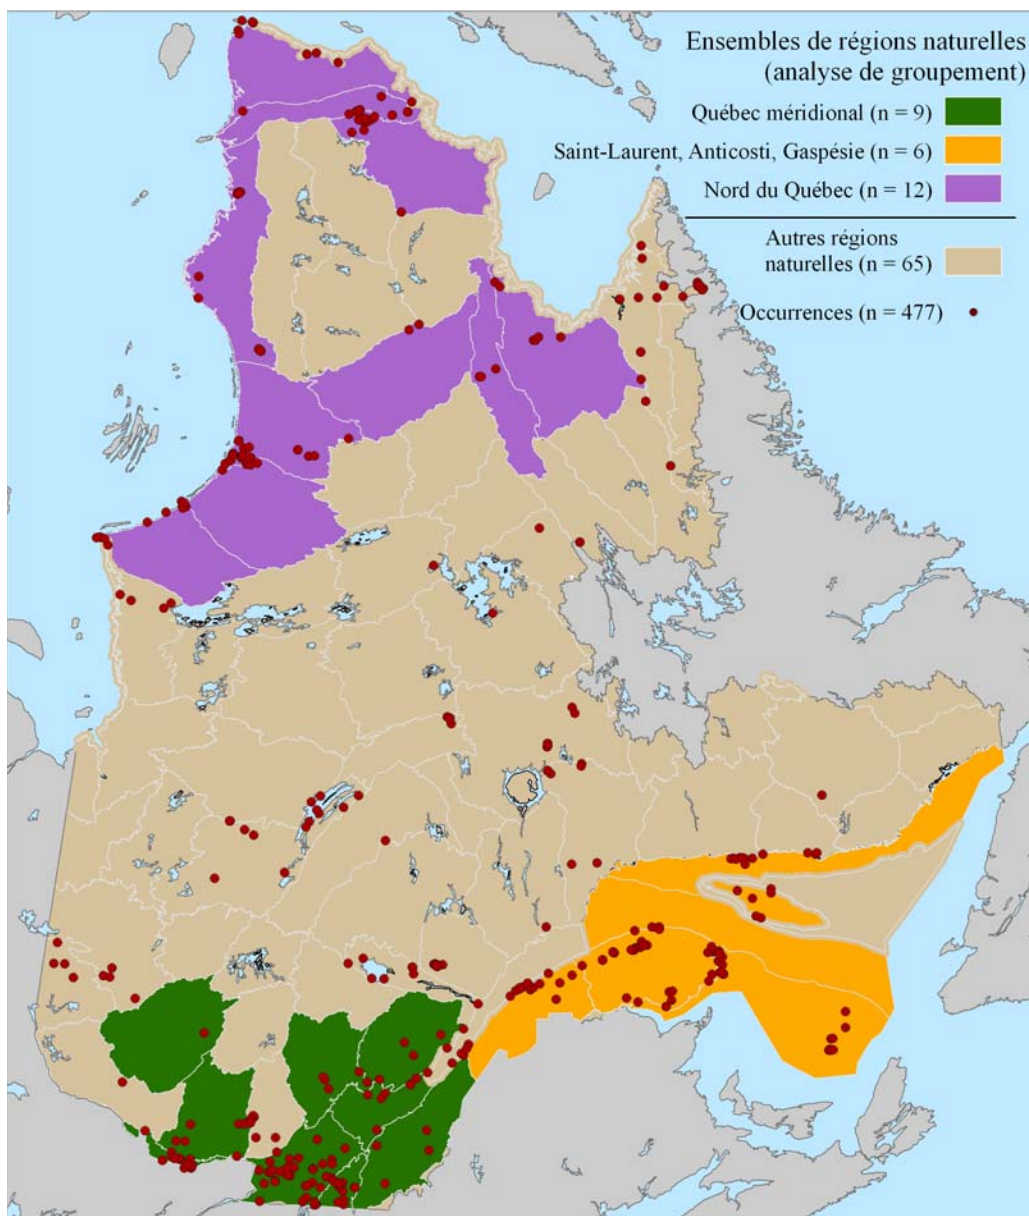 Ensembles de régions naturelles
(analyse de groupement)
Québec méridional (n = 9)
Saint-Laurent, Anticosti, Gaspésie (n = 6)
Nord du Québec (n = 12)
Autres régions
naturelles (n = 65)
Occurrences (n = 477)